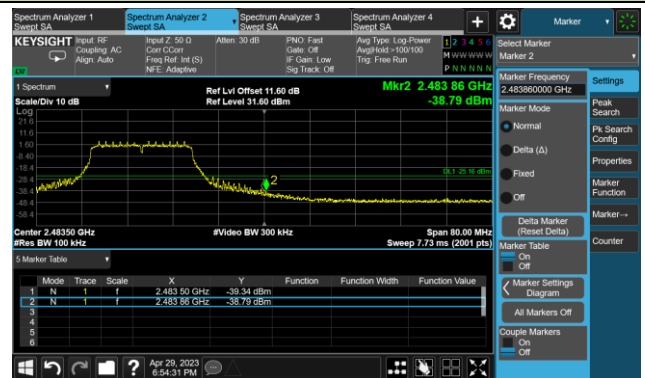 Spectrum Analyzer 1
Swept SA
Spectrum Analyzer 2
Swept SA
Spectrum Analyzer 3
Swept SA
Spectrum Analyzer 4
Swept SA
Marker
KEYSIGHT
Input: RF
Coupling: AC
Align: Auto
Input Z: 50 Ω
Corr CCorr
Freq Ref: Int (S)
NFE: Adaptive
Atten: 30 dB
PNO: Fast
Gate: Off
IF Gain: Low
Sig Track: Off
Avg Type: Log-Power
Avg|Hold:>100/100
Trig: Free Run
1 2 3 4 5 6
M W W W W W
P N N N N N
LW
Select Marker
Marker 2
1 Spectrum
Scale/Div 10 dB
Log
Ref Lvl Offset 11.60 dB
Ref Level 31.60 dBm
Mkr2 2.483 86 GHz
-38.79 dBm
21.6
11.6
1.60
-8.40
-18.4
-28.4
-38.4
-48.4
-58.4
DL1 -25.16 dBm
2
Center 2.48350 GHz
#Res BW 100 kHz
#Video BW 300 kHz
Span 80.00 MHz
Sweep 7.73 ms (2001 pts)
5 Marker Table
Mode Trace Scale X Y Function Function Width Function Value
1 N 1 f 2.483 50 GHz -39.34 dBm
2 N 1 f 2.483 86 GHz -38.79 dBm
3
4
5
6
Marker Frequency
2.483860000 GHz
Marker Mode
Normal
Delta (Δ)
Fixed
Off
Delta Marker
(Reset Delta)
Marker Table
On
Off
Marker Settings
Diagram
All Markers Off
Couple Markers
On
Off
Settings
Peak
Search
Pk Search
Config
Properties
Marker
Function
Marker→
Counter
?
Apr 29, 2023
6:54:31 PM